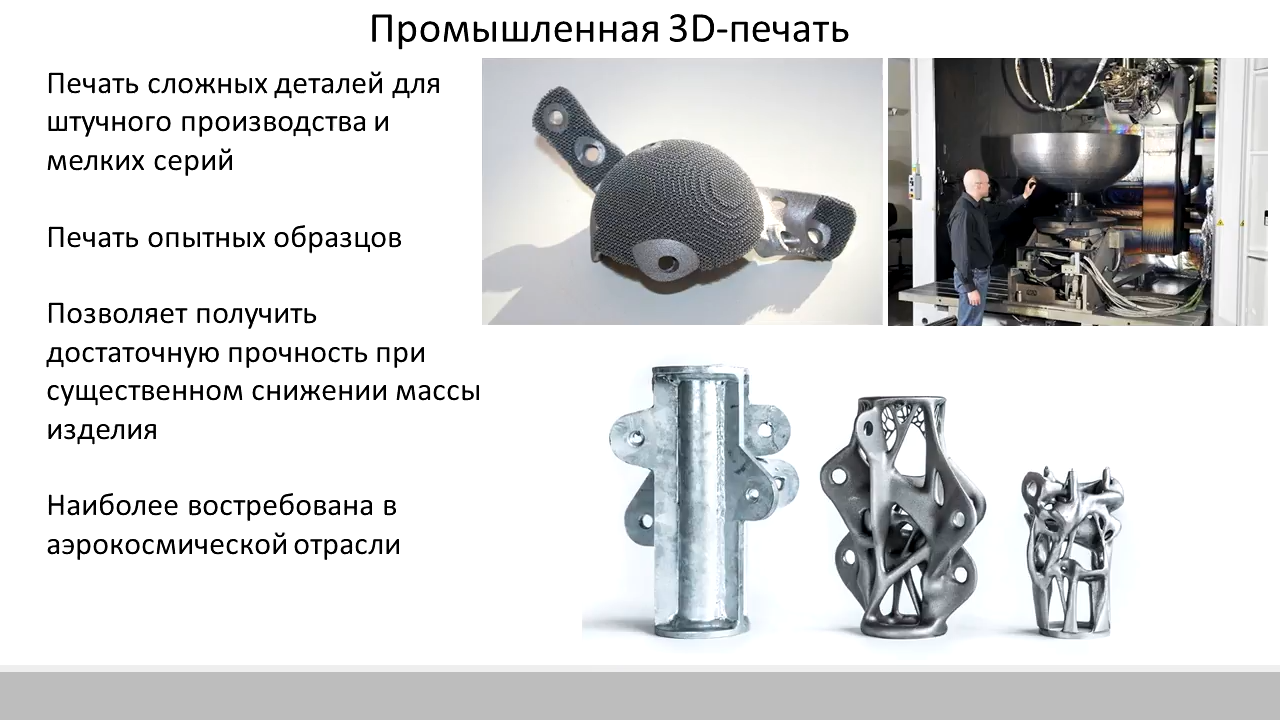 Промышленная 3D-печать
Печать сложных деталей для
штучного производства и
мелких серий
Печать опытных образцов
Позволяет получить
достаточную прочность при
существенном снижении массы
изделия
Наиболее востребована в
аэрокосмической отрасли